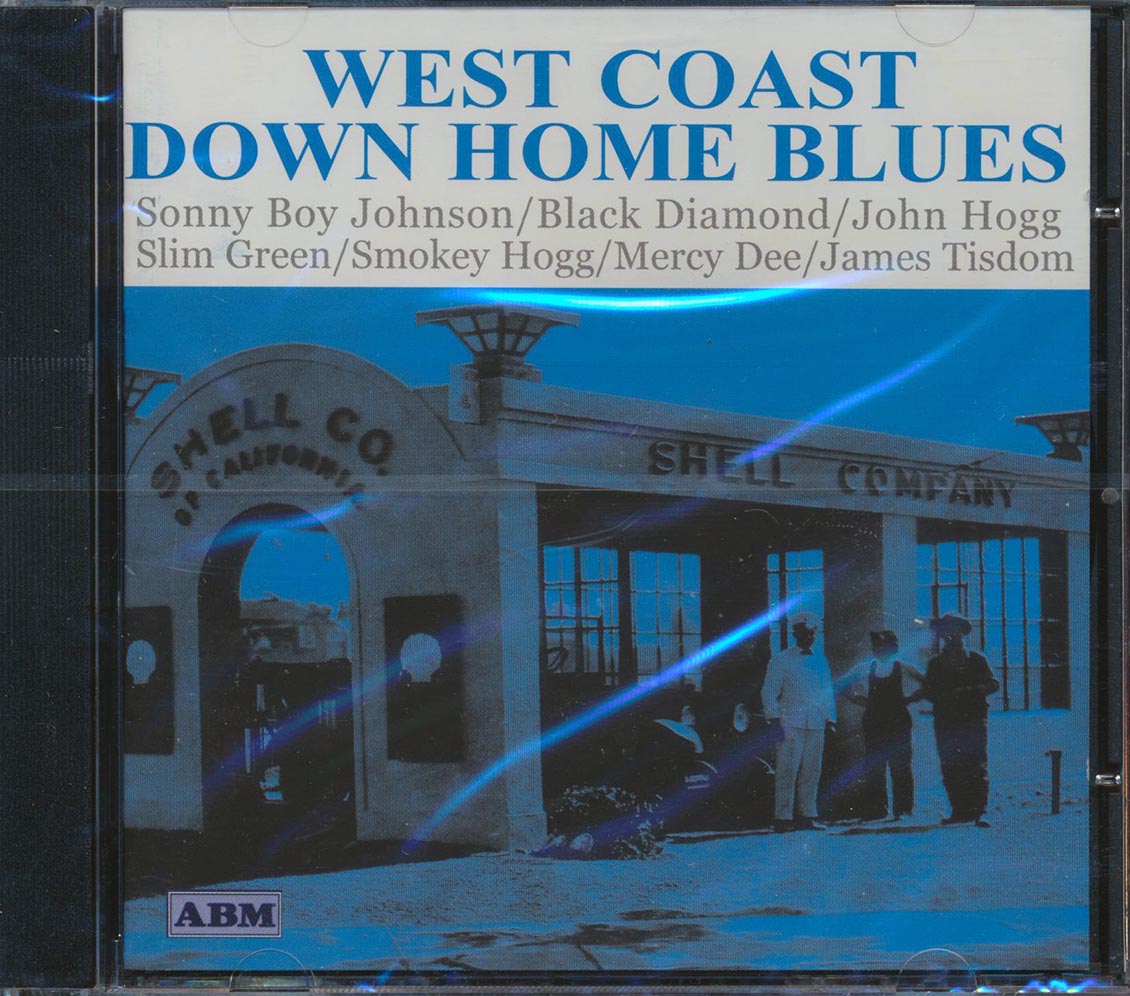 WEST COAST
DOWN HOME BLUES
Sonny Boy Johnson/Black Diamond/John Hogg
Slim Green/Smokey Hogg/Mercy Dee/James Tisdom
SHELL CO.
OF CALIFORNIA
SHELL COMPANY
ABM